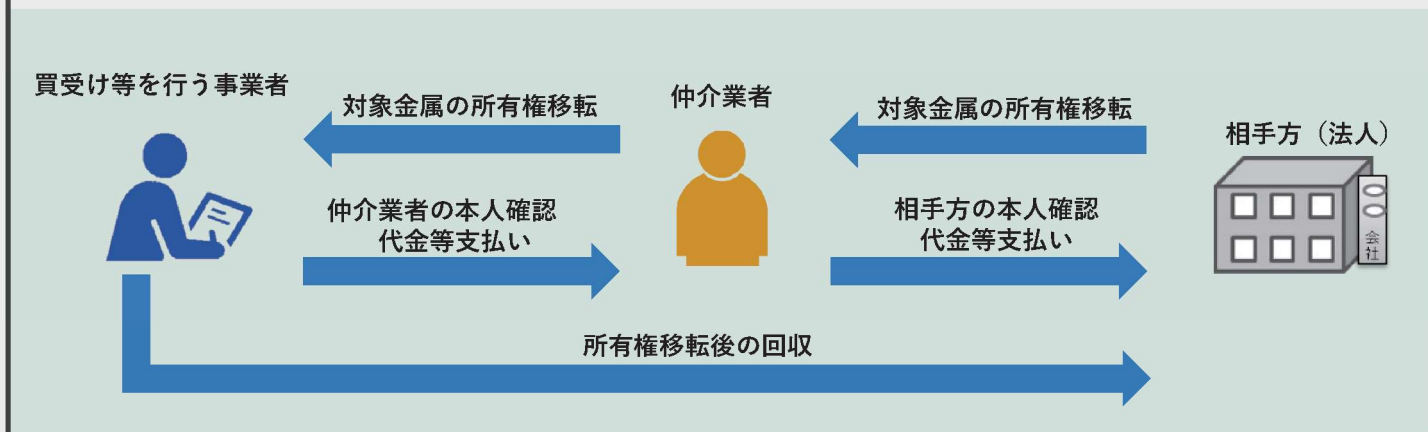 買受け等を行う事業者
対象金属の所有権移転
仲介業者
対象金属の所有権移転
相手方（法人）
仲介業者の本人確認
代金等支払い
相手方の本人確認
代金等支払い
会社
所有権移転後の回収